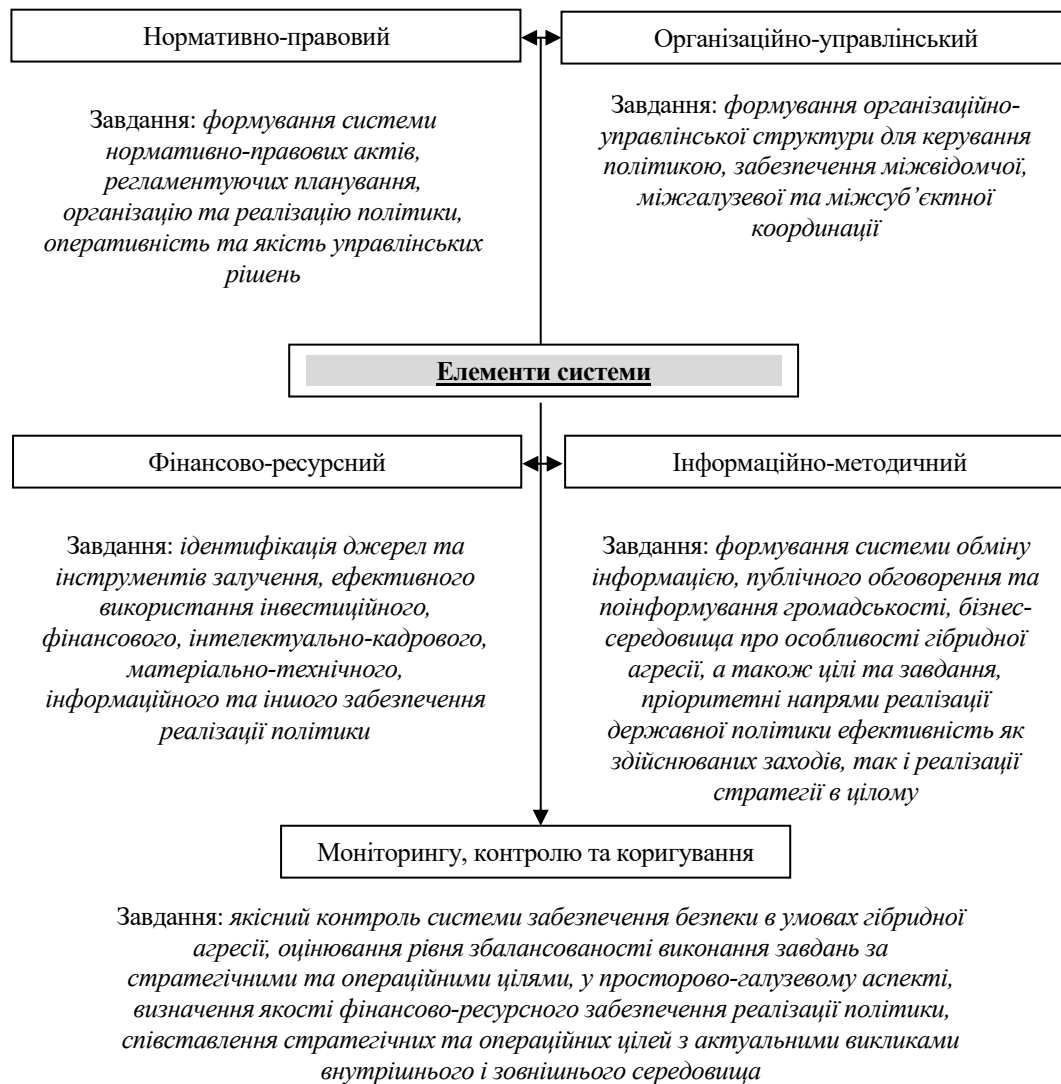 Нормативно-правовий
Організаційно-управлінський
Завдання: формування системи
нормативно-правових актів,
регламентуючих планування,
організацію та реалізацію політики,
оперативність та якість управлінських
рішень
Завдання: формування організаційно-
управлінської структури для керування
політикою, забезпечення міжвідомчої,
міжгалузевої та міжсуб’єктної
координації
Елементи системи
Фінансово-ресурсний
Інформаційно-методичний
Завдання: ідентифікація джерел та
інструментів залучення, ефективного
використання інвестиційного,
фінансового, інтелектуально-кадрового,
матеріально-технічного,
інформаційного та іншого забезпечення
реалізації політики
Завдання: формування системи обміну
інформацією, публічного обговорення та
поінформування громадськості, бізнес-
середовища про особливості гібридної
агресії, а також цілі та завдання,
пріоритетні напрями реалізації
державної політики ефективність як
здійснюваних заходів, так і реалізації
стратегії в цілому
Моніторингу, контролю та коригування
Завдання: якісний контроль системи забезпечення безпеки в умовах гібридної
агресії, оцінювання рівня збалансованості виконання завдань за
стратегічними та операційними цілями, у просторово-галузевому аспекті,
визначення якості фінансово-ресурсного забезпечення реалізації політики,
співставлення стратегічних та операційних цілей з актуальними викликами
внутрішнього і зовнішнього середовища